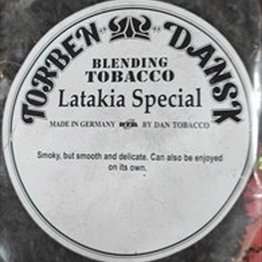 TORBEN DANSK
BLENDING
TOBACCO
Latakia Special
MADE IN GERMANY DTB BY DAN TOBACCO
Smoky, but smooth and delicate. Can also be enjoyed
on its own.